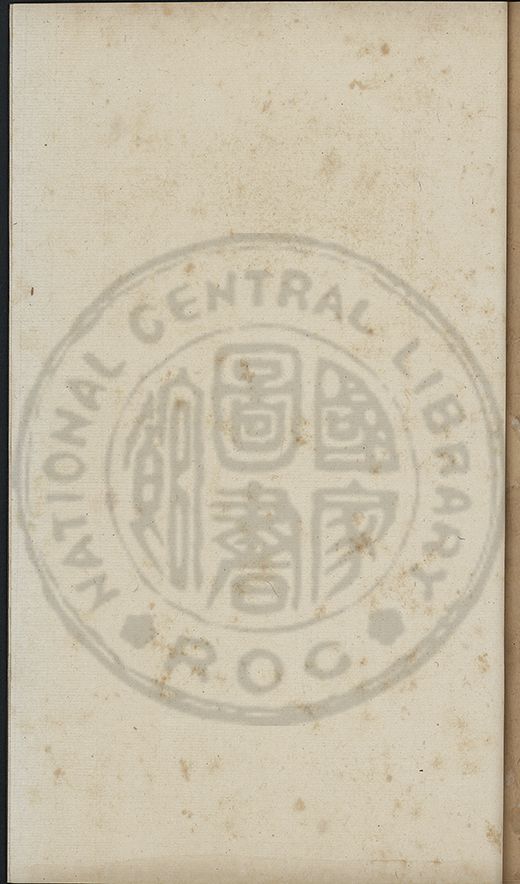 NATIONAL CENTRAL LIBRARY
國家
圖書
館
ROC